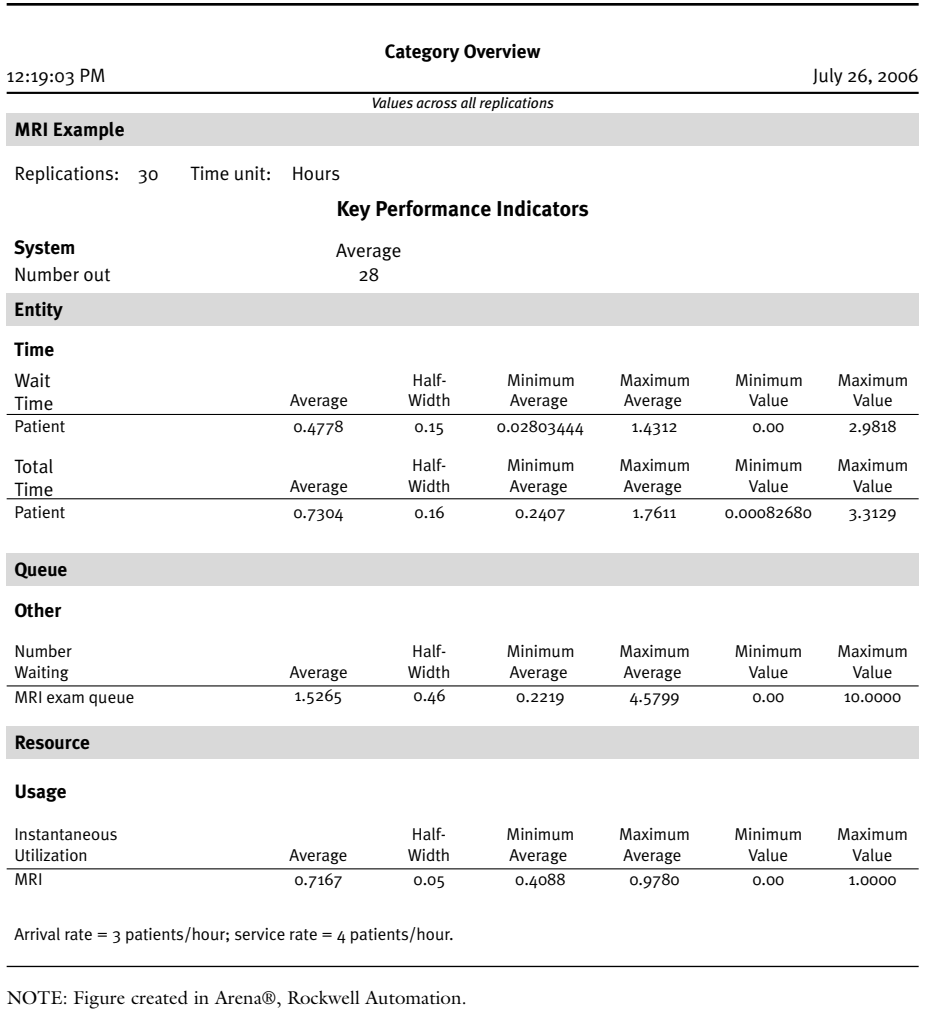 Category Overview
12:19:03 PM July 26, 2006
Values across all replications
MRI Example
Replications: 30 Time unit: Hours
Key Performance Indicators
System Average
Number out 28
Entity
Time
Wait Half- Minimum Maximum Minimum Maximum
Time Average Width Average Average Value Value
Patient 0.4778 0.15 0.02803444 1.4312 0.00 2.9818
Total Half- Minimum Maximum Minimum Maximum
Time Average Width Average Average Value Value
Patient 0.7304 0.16 0.2407 1.7611 0.00082680 3.3129
Queue
Other
Number Half- Minimum Maximum Minimum Maximum
Waiting Average Width Average Average Value Value
MRI exam queue 1.5265 0.46 0.2219 4.5799 0.00 10.0000
Resource
Usage
Instantaneous Half- Minimum Maximum Minimum Maximum
Utilization Average Width Average Average Value Value
MRI 0.7167 0.05 0.4088 0.9780 0.00 1.0000
Arrival rate = 3 patients/hour; service rate = 4 patients/hour.
NOTE: Figure created in Arena®, Rockwell Automation.